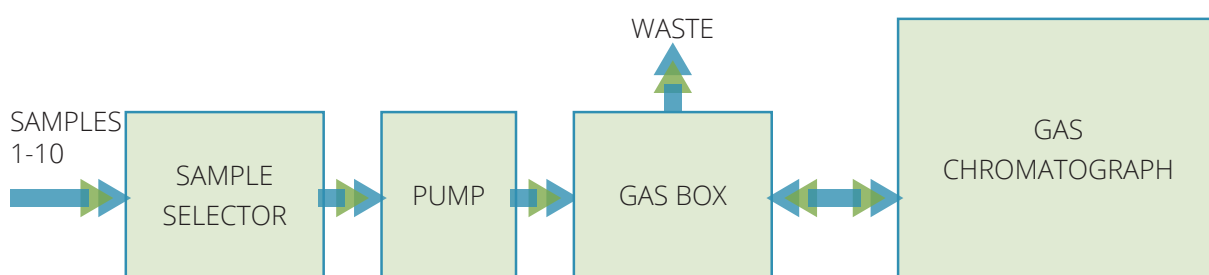 SAMPLES
1-10
SAMPLE
SELECTOR
PUMP
WASTE
GAS BOX
GAS
CHROMATOGRAPH